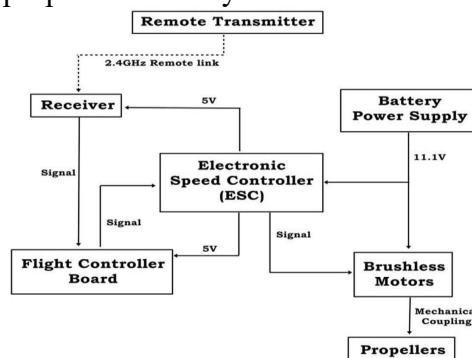 Remote Transmitter
2.4GHz Remote link
Receiver
5V
Battery
Power Supply
11.1V
Signal
Electronic
Speed Controller
(ESC)
Signal
5V
Signal
Flight Controller
Board
Brushless
Motors
Mechanica
Coupling
Propellers